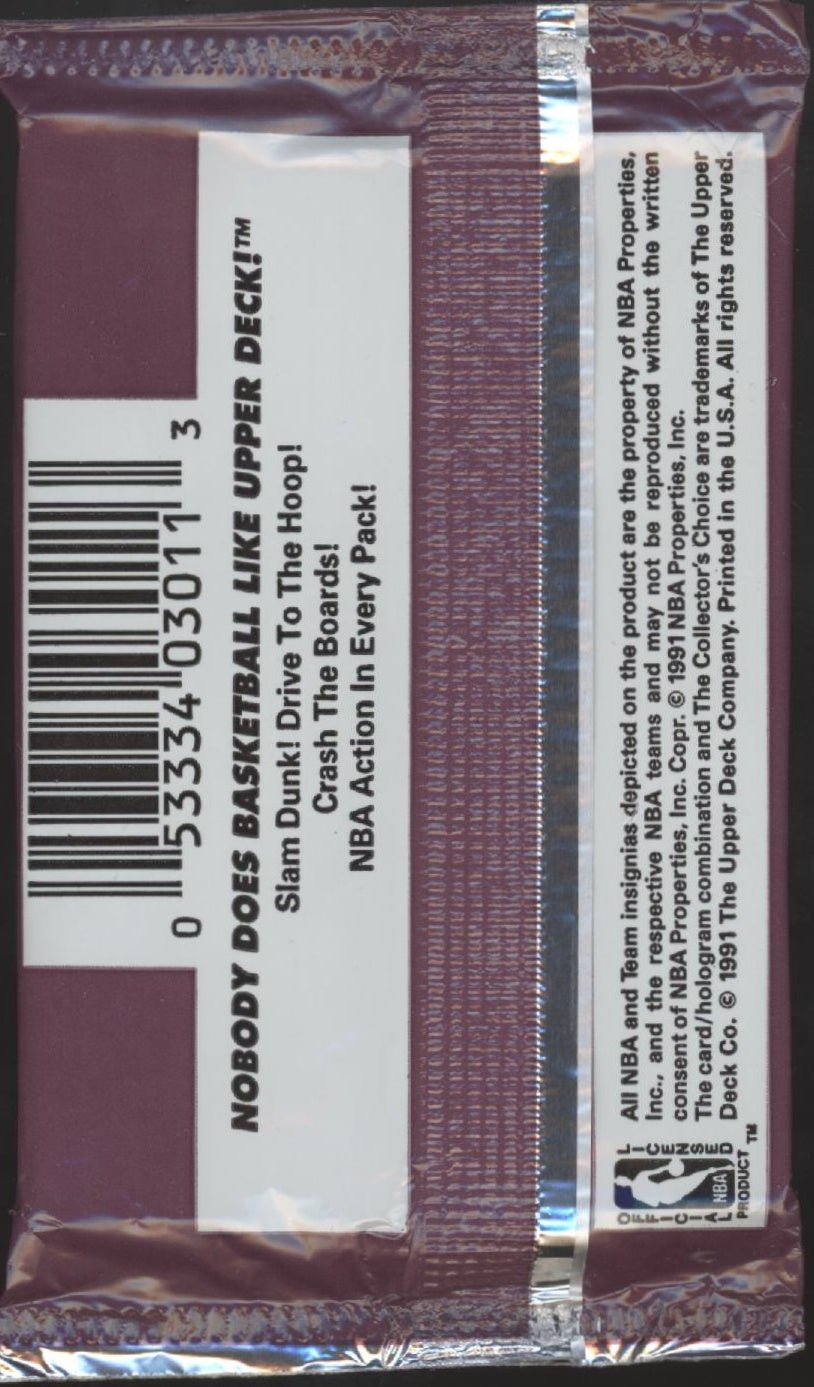 0 53334 03011 3
NOBODY DOES BASKETBALL LIKE UPPER DECK!™
Slam Dunk! Drive To The Hoop!
Crash The Boards!
NBA Action In Every Pack!
OFFICIAL
NBA
LICENSED
PRODUCT ™
All NBA and Team insignias depicted on the product are the property of NBA Properties,
Inc., and the respective NBA teams and may not be reproduced without the written
consent of NBA Properties, Inc. Copr. © 1991 NBA Properties, Inc.
The card/hologram combination and The Collector's Choice are trademarks of The Upper
Deck Co. © 1991 The Upper Deck Company. Printed in the U.S.A. All rights reserved.